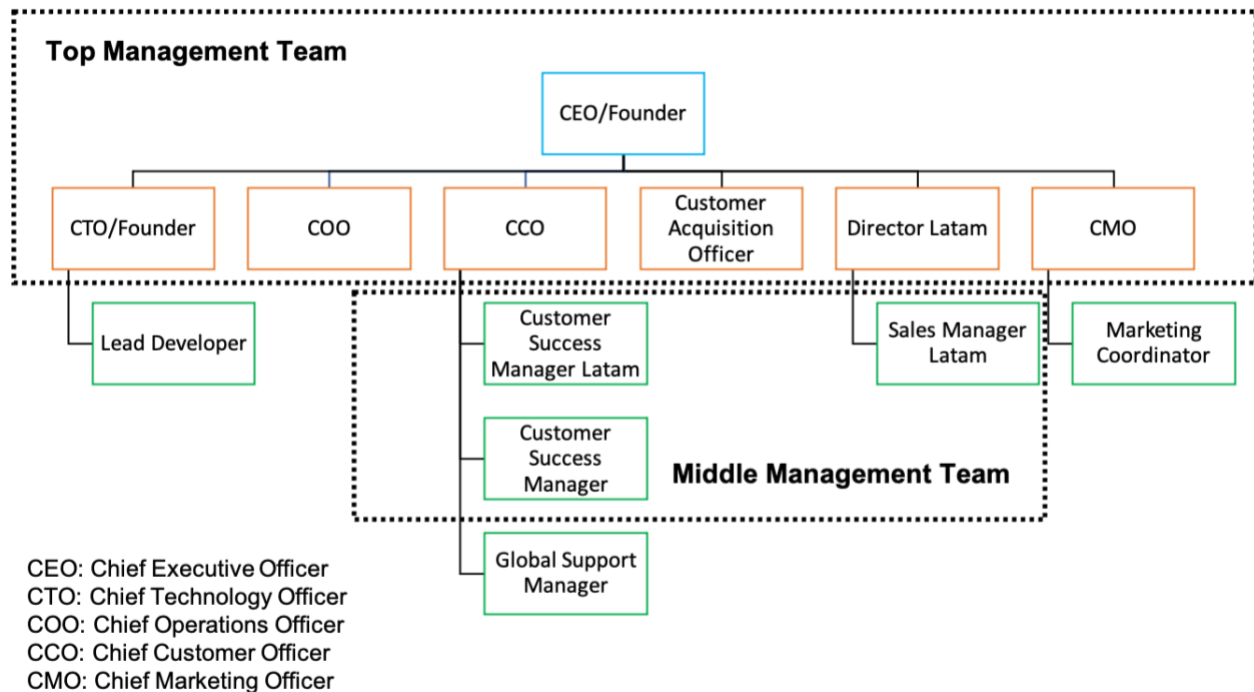 Top Management Team
CEO/Founder
CTO/Founder
COO
CCO
Customer
Acquisition
Officer
Director Latam
CMO
Lead Developer
Customer
Success
Manager Latam
Sales Manager
Latam
Marketing
Coordinator
Customer
Success
Manager
Middle Management Team
Global Support
Manager
CEO: Chief Executive Officer
CTO: Chief Technology Officer
COO: Chief Operations Officer
CCO: Chief Customer Officer
CMO: Chief Marketing Officer